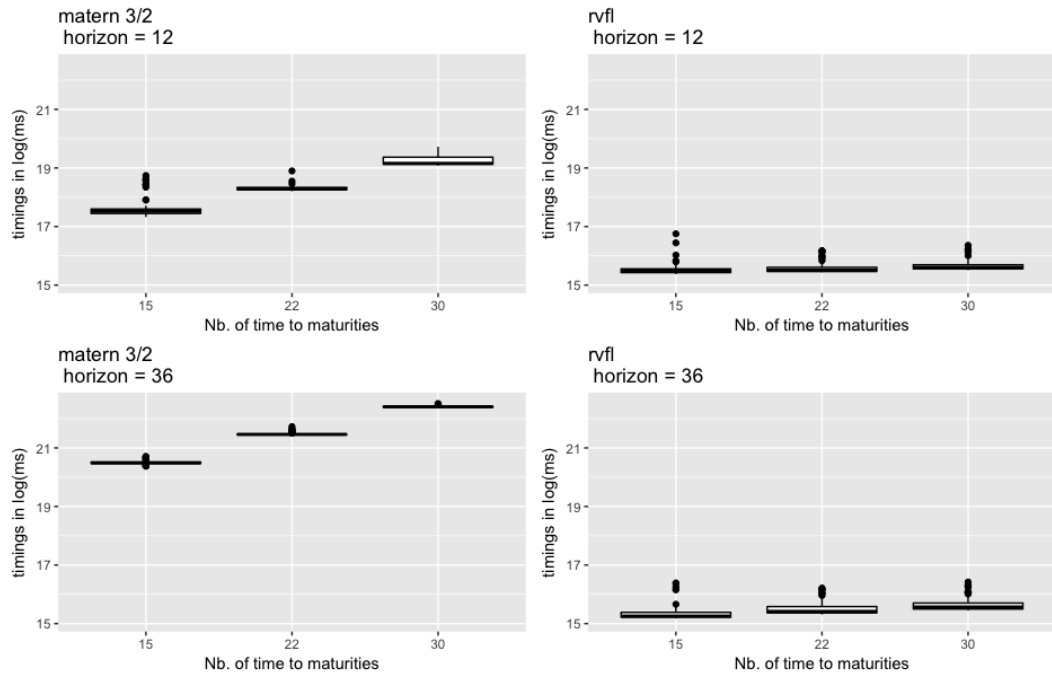 matern 3/2
horizon = 12
timings in log(ms)
21
19
17
15
15
22
30
Nb. of time to maturities
rvfl
horizon = 12
timings in log(ms)
21
19
17
15
15
22
30
Nb. of time to maturities
matern 3/2
horizon = 36
timings in log(ms)
21
19
17
15
15
22
30
Nb. of time to maturities
rvfl
horizon = 36
timings in log(ms)
21
19
17
15
15
22
30
Nb. of time to maturities